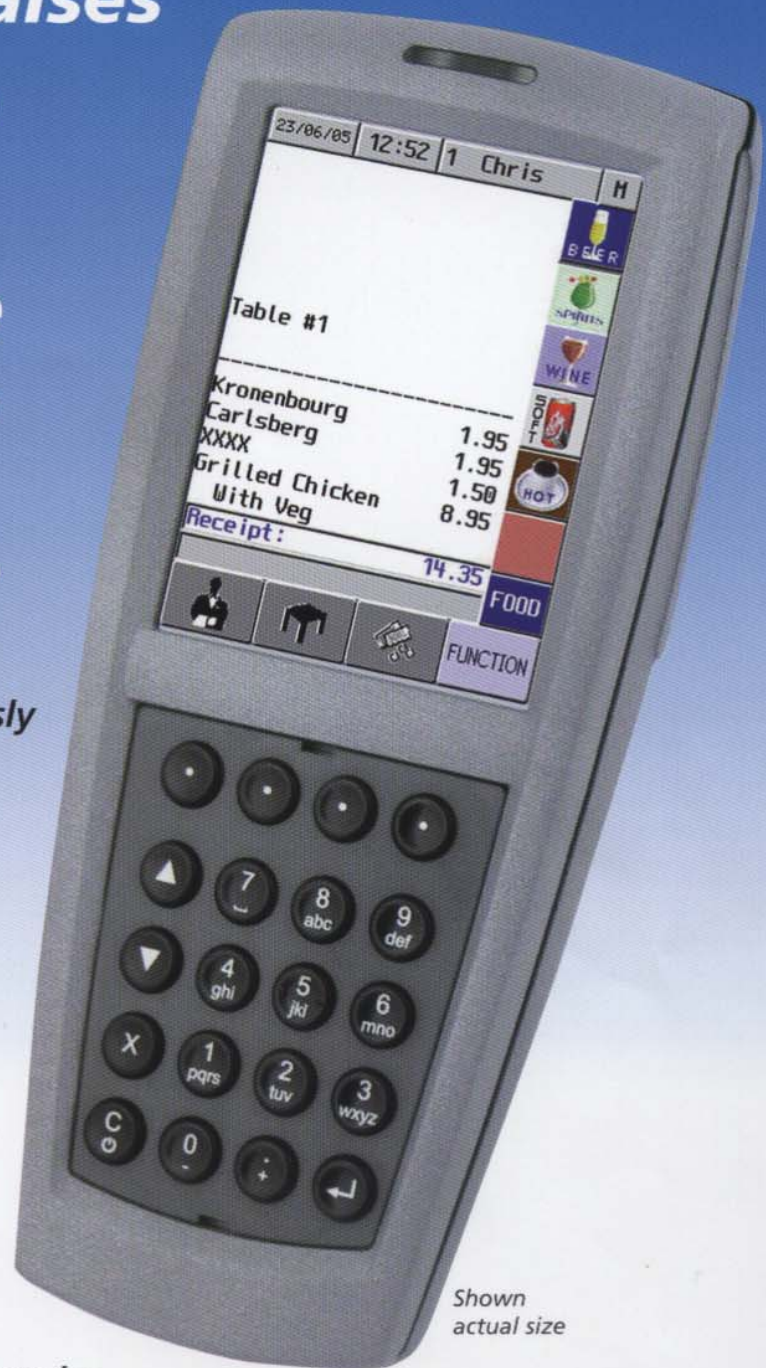 23/06/05 12:52 1 Chris M
BEER
SPIRITS
WINE
SOFT
HOT
Table #1
--------------------------
Kronenbourg 1.95
Carlsberg 1.95
XXXX 1.50
Grilled Chicken 8.95
With Veg
Receipt: 14.35
FOOD
FUNCTION
7
8 abc
9 def
4 ghi
5 jkl
6 mno
X
1 pqrs
2 tuv
3 wxyz
C
0 -
. +
Shown
actual size